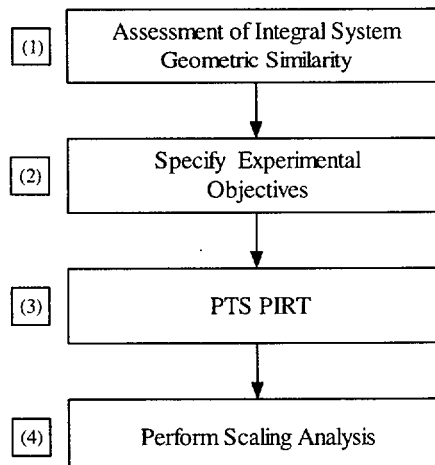 (1)
Assessment of Integral System
Geometric Similarity
(2)
Specify Experimental
Objectives
(3)
PTS PIRT
(4)
Perform Scaling Analysis